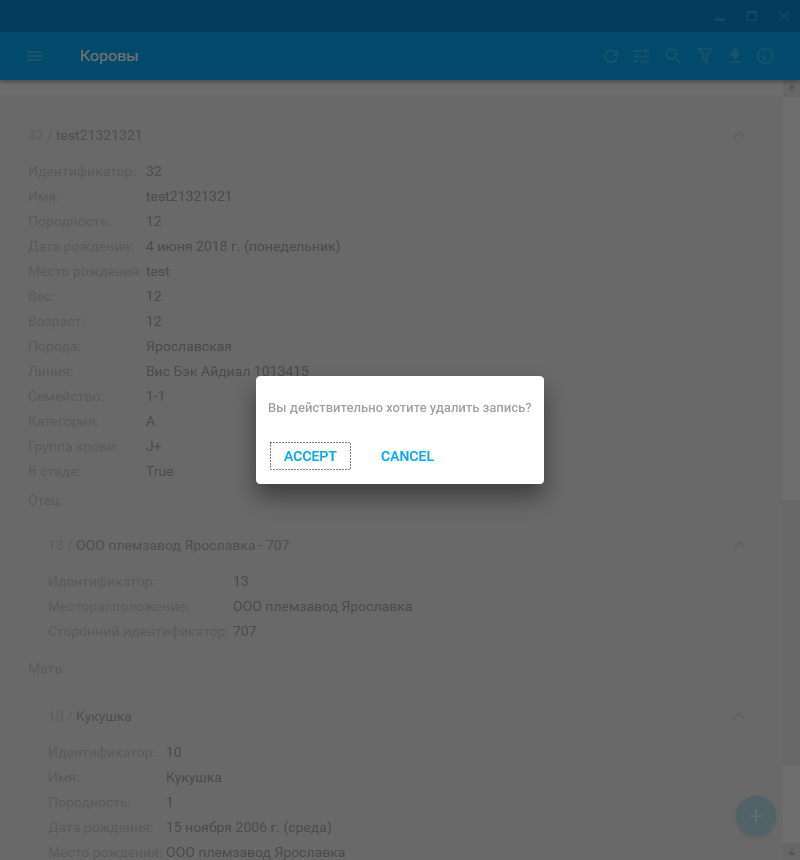 Коровы
32 / test21321321
Идентификатор: 32
Имя: test21321321
Породность: 12
Дата рождения: 4 июня 2018 г. (понедельник)
Место рождения: test
Вес: 12
Возраст: 12
Порода: Ярославская
Линия: Вис Бэк Айдиал 1013415
Семейство: 1-1
Категория: A
Группа крови: J+
В стаде: True
Отец:
Вы действительно хотите удалить запись?
ACCEPT CANCEL
13 / ООО племзавод Ярославка - 707
Идентификатор: 13
Месторасположение: ООО племзавод Ярославка
Сторонний идентификатор: 707
Мать:
10 / Кукушка
Идентификатор: 10
Имя: Кукушка
Породность: 1
Дата рождения: 15 ноября 2006 г. (среда)
Место рождения: ООО племзавод Ярославка